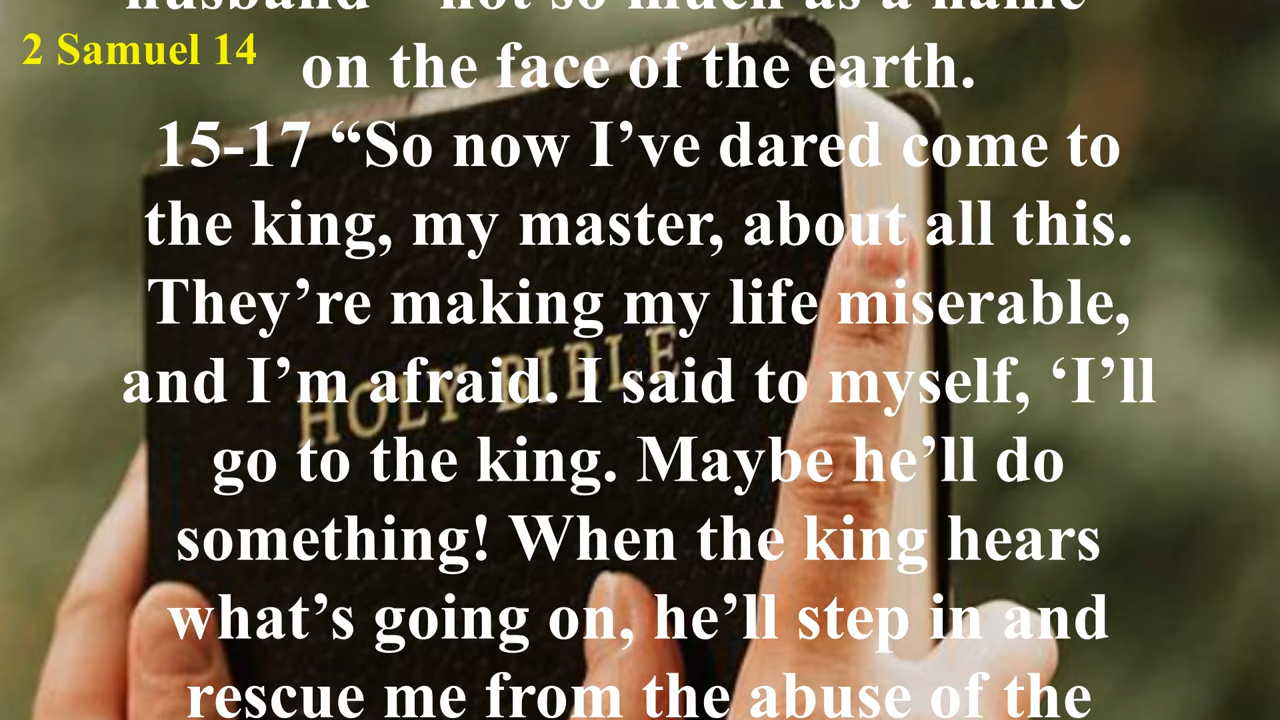 husband—not so much as a name
2 Samuel 14
on the face of the earth.
15-17 “So now I’ve dared come to
the king, my master, about all this.
They’re making my life miserable,
and I’m afraid. I said to myself, ‘I’ll
HOLY BIBLE
go to the king. Maybe he’ll do
something! When the king hears
what’s going on, he’ll step in and
rescue me from the abuse of the